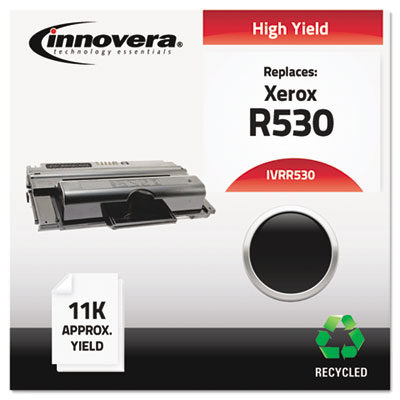 innovera
technology essentials
High Yield
Replaces:
Xerox
R530
IVRR530
11K
APPROX.
YIELD
RECYCLED